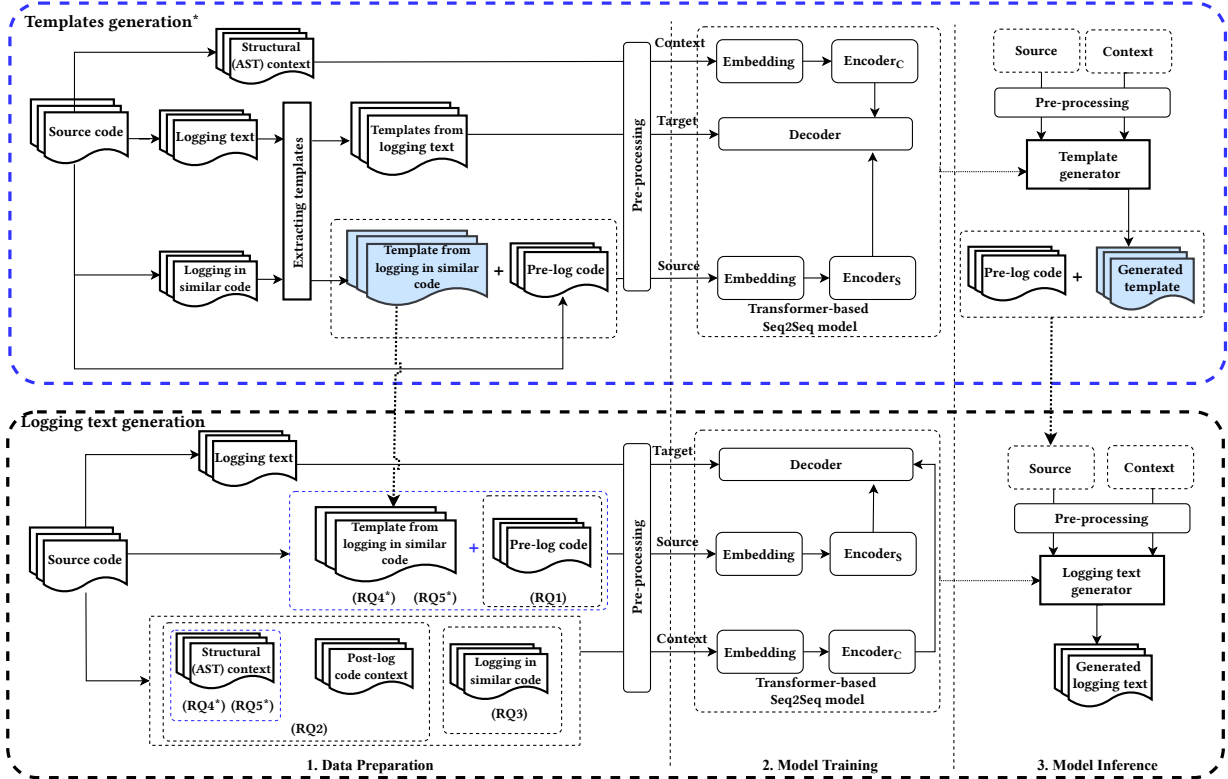 Templates generation*
Structural
(AST) context
Source code
Logging text
Logging in
similar code
Extracting templates
Templates from
logging text
Template from
logging in similar
code
+
Pre-log code
Pre-processing
Context
Target
Source
Embedding
EncoderC
Decoder
Embedding
EncoderS
Transformer-based
Seq2Seq model
Source
Context
Pre-processing
Template
generator
Pre-log code
+
Generated
template
Logging text generation
Logging text
Source code
Template from
logging in similar
code
+
Pre-log code
(RQ4*)
(RQ5*)
(RQ1)
Structural
(AST) context
(RQ4*) (RQ5*)
Post-log
code context
(RQ2)
Logging in
similar code
(RQ3)
Pre-processing
Target
Source
Context
Decoder
Embedding
EncoderS
Embedding
EncoderC
Transformer-based
Seq2Seq model
Source
Context
Pre-processing
Logging text
generator
Generated
logging text
1. Data Preparation
2. Model Training
3. Model Inference